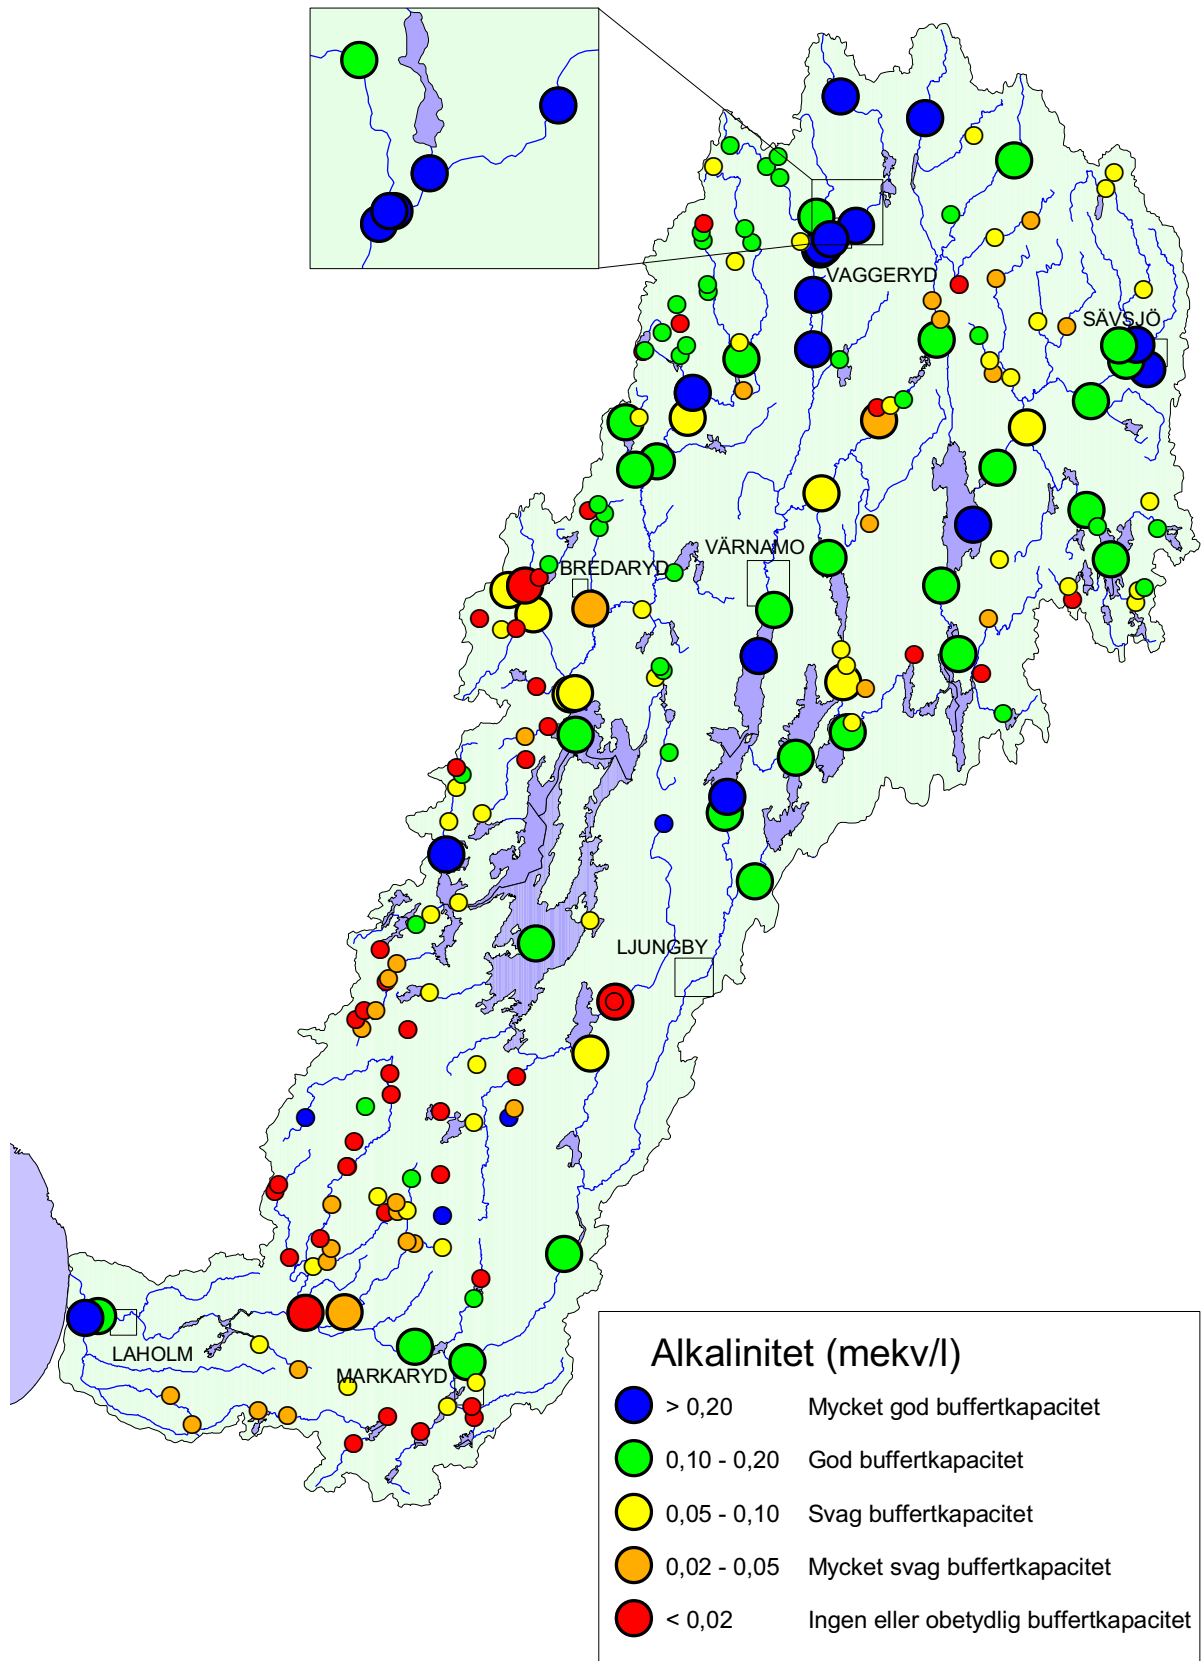 VAGGERYD
SÄVSJÖ
VÄRNAMO
BREDARYD
LJUNGBY
LAHOLM
MARKARYD
Alkalinitet (mekv/l)
> 0,20 Mycket god buffertkapacitet
0,10 - 0,20 God buffertkapacitet
0,05 - 0,10 Svag buffertkapacitet
0,02 - 0,05 Mycket svag buffertkapacitet
< 0,02 Ingen eller obetydlig buffertkapacitet